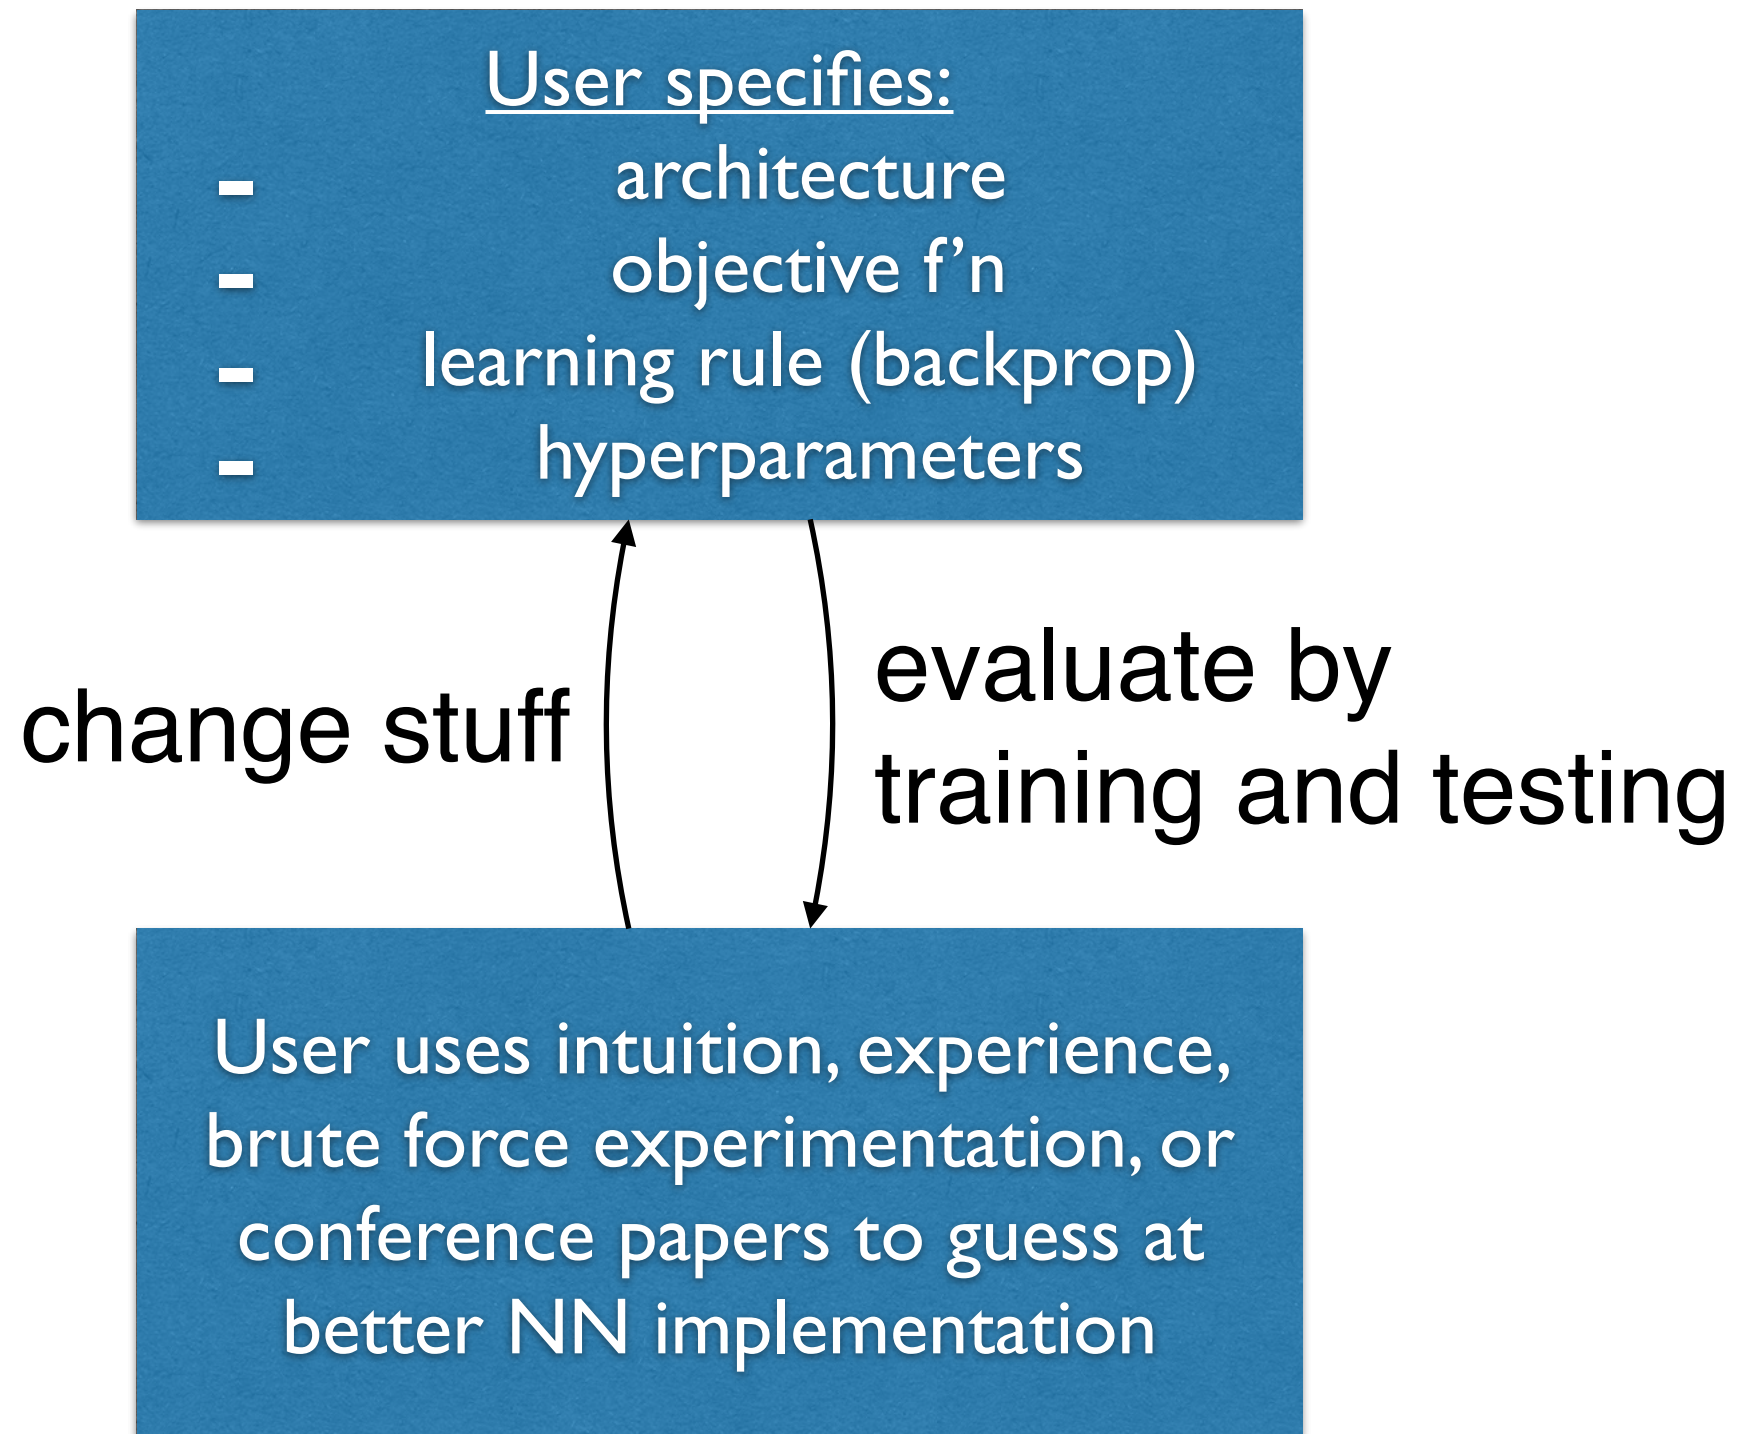 User specifies:
- architecture
- objective f’n
- learning rule (backprop)
- hyperparameters
change stuff
evaluate by
training and testing
User uses intuition, experience,
brute force experimentation, or
conference papers to guess at
better NN implementation